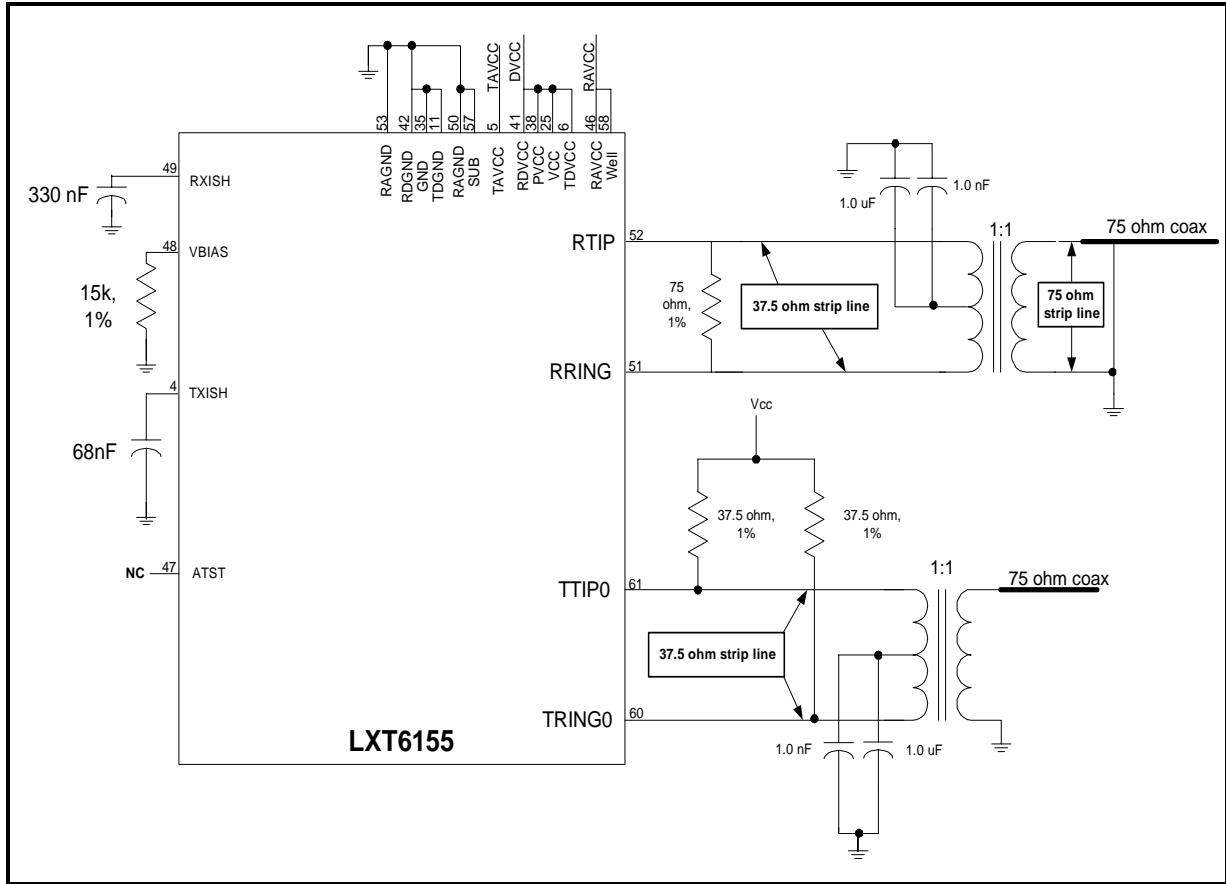 TAVCC
DVCC
RAVCC
53
42
35
11
50
57
5
41
38
25
6
46
58
RAGND
RDGND
GND
TDGND
RAGND
SUB
TAVCC
RDVCC
PVCC
VCC
TDVCC
RAVCC
Well
49
RXISH
330 nF
48
VBIAS
15k,
1%
4
TXISH
68nF
NC
47
ATST
LXT6155
RTIP
52
RRING
51
75
ohm,
1%
37.5 ohm strip line
1.0 uF
1.0 nF
1:1
75 ohm coax
75 ohm
strip line
Vcc
37.5 ohm,
1%
37.5 ohm,
1%
TTIP0
61
37.5 ohm strip line
TRING0
60
1:1
75 ohm coax
1.0 nF
1.0 uF